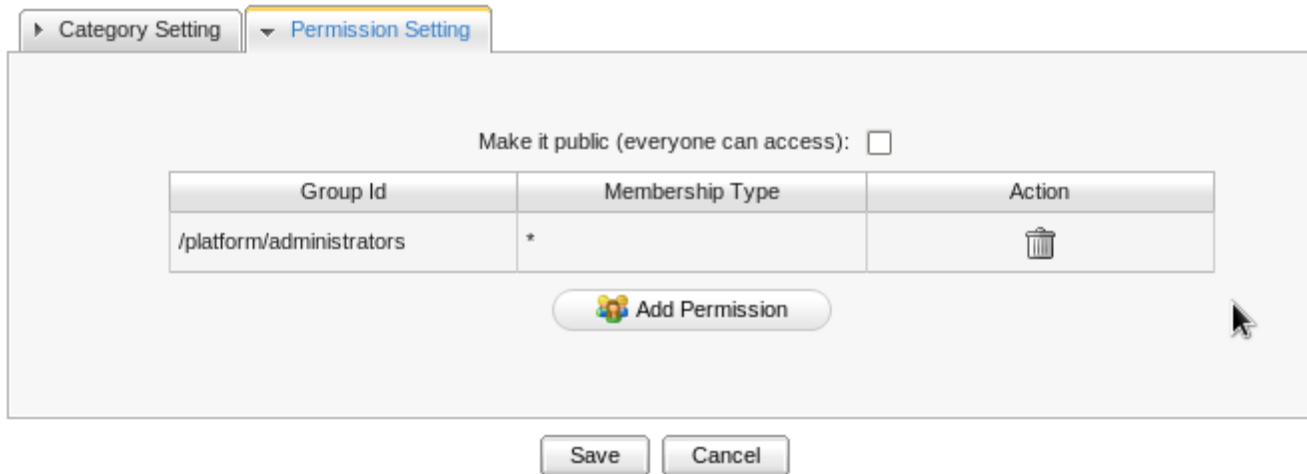 Category Setting Permission Setting
Make it public (everyone can access):
Group Id Membership Type Action
/platform/administrators *
Add Permission
Save Cancel